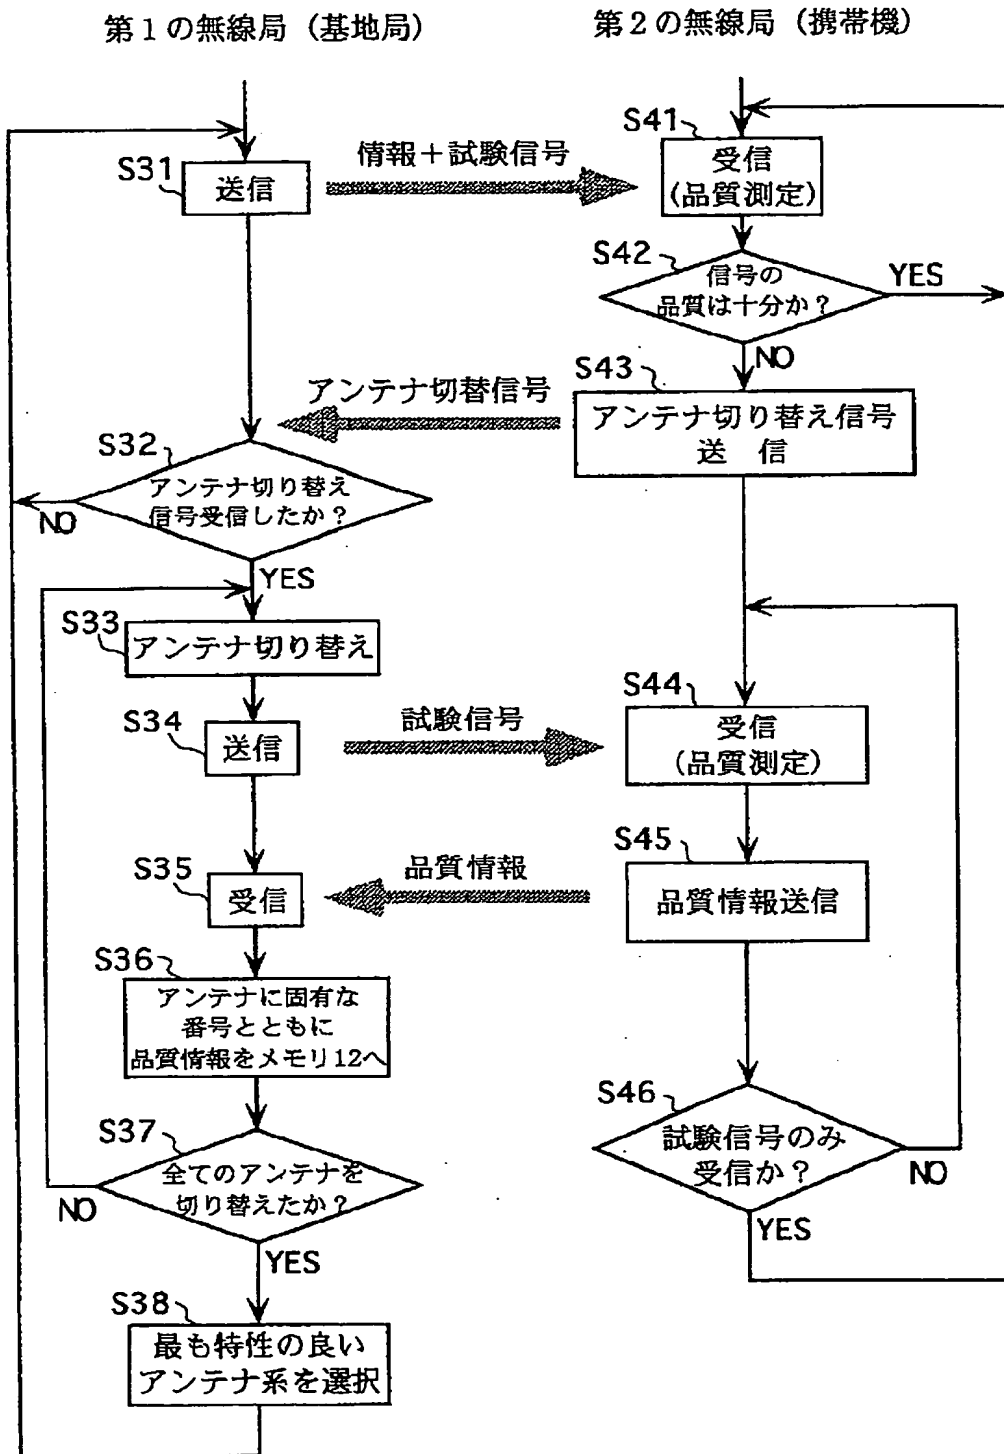 第1の無線局（基地局）
第2の無線局（携帯機）
S31
送信
情報＋試験信号
S41
受信
(品質測定)
S42
信号の
品質は十分か？
YES
NO
S43
アンテナ切り替え信号
送　信
アンテナ切替信号
S32
アンテナ切り替え
信号受信したか？
NO
YES
S33
アンテナ切り替え
S34
送信
試験信号
S44
受信
(品質測定)
S45
品質情報送信
品質情報
S35
受信
S36
アンテナに固有な
番号とともに
品質情報をメモリ12へ
S37
全てのアンテナを
切り替えたか？
NO
YES
S46
試験信号のみ
受信か？
NO
YES
S38
最も特性の良い
アンテナ系を選択